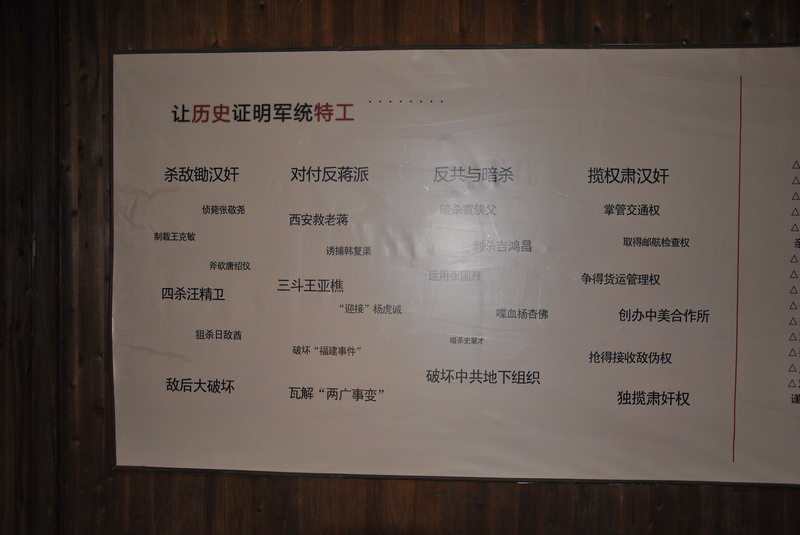 让历史证明军统特工 ........
杀敌锄汉奸
侦毙张敬尧
制裁王克敏
斧砍唐绍仪
四杀汪精卫
狙杀日敌酋
敌后大破坏
对付反蒋派
西安救老蒋
诱捕韩复渠
三斗王亚樵
“迎接”杨虎诚
破坏“福建事件”
瓦解“两广事变”
反共与暗杀
暗杀宣侠父
刺杀吉鸿昌
运用张国焘
喋血杨杏佛
暗杀史量才
破坏中共地下组织
揽权肃汉奸
掌管交通权
取得邮航检查权
争得货运管理权
创办中美合作所
抢得接收敌伪权
独揽肃奸权